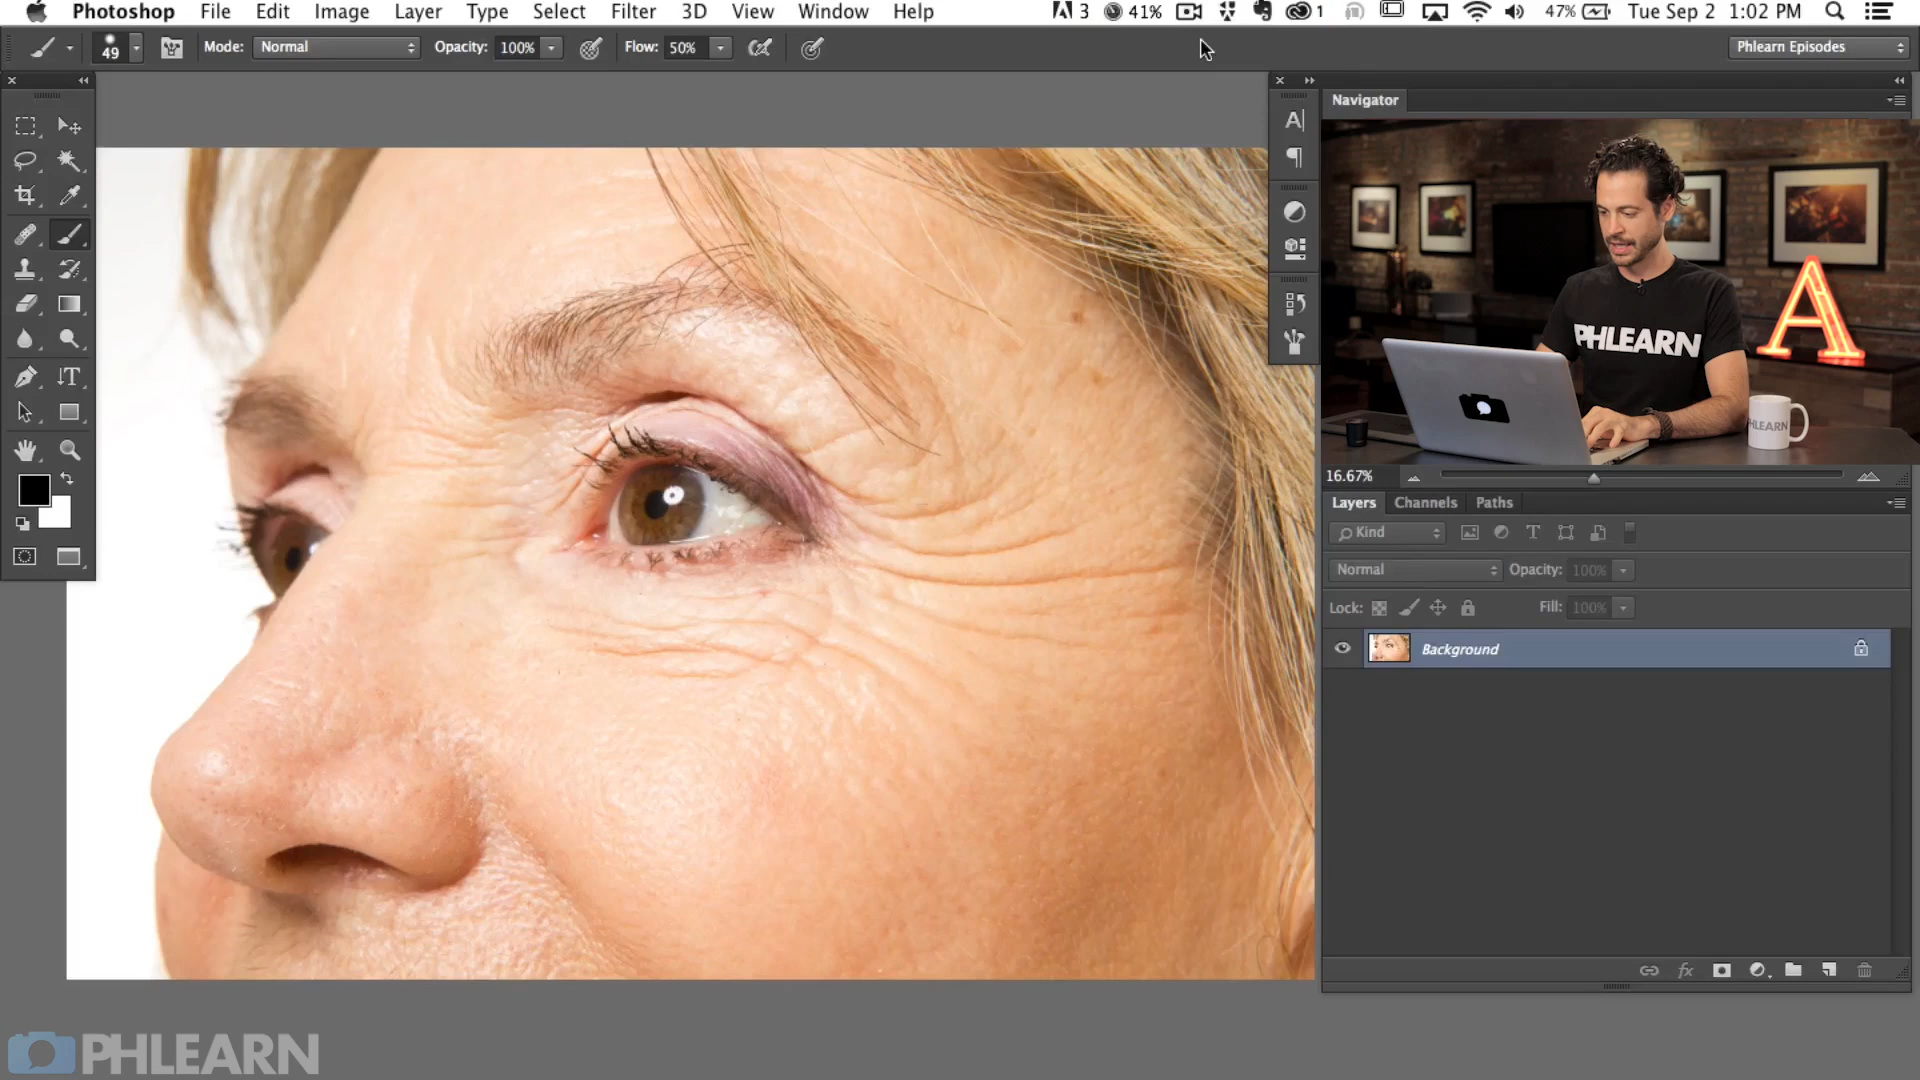 Photoshop File Edit Image Layer Type Select Filter 3D View Window Help 3 41% 1 47% Tue Sep 2 1:02 PM
49 Mode: Normal Opacity: 100% Flow: 50% Phlearn Episodes
Navigator
PHLEARN
A
PHLEARN
16.67%
Layers Channels Paths
Kind
Normal Opacity: 100%
Lock: Fill: 100%
Background
fx
PHLEARN